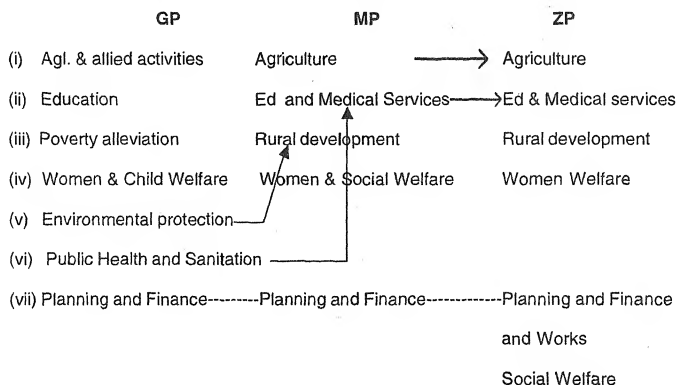 GP MP ZP
(i) Agl. & allied activities Agriculture Agriculture
(ii) Education Ed and Medical Services Ed & Medical services
(iii) Poverty alleviation Rural development Rural development
(iv) Women & Child Welfare Women & Social Welfare Women Welfare
(v) Environmental protection
(vi) Public Health and Sanitation
(vii) Planning and Finance Planning and Finance Planning and Finance
and Works
Social Welfare